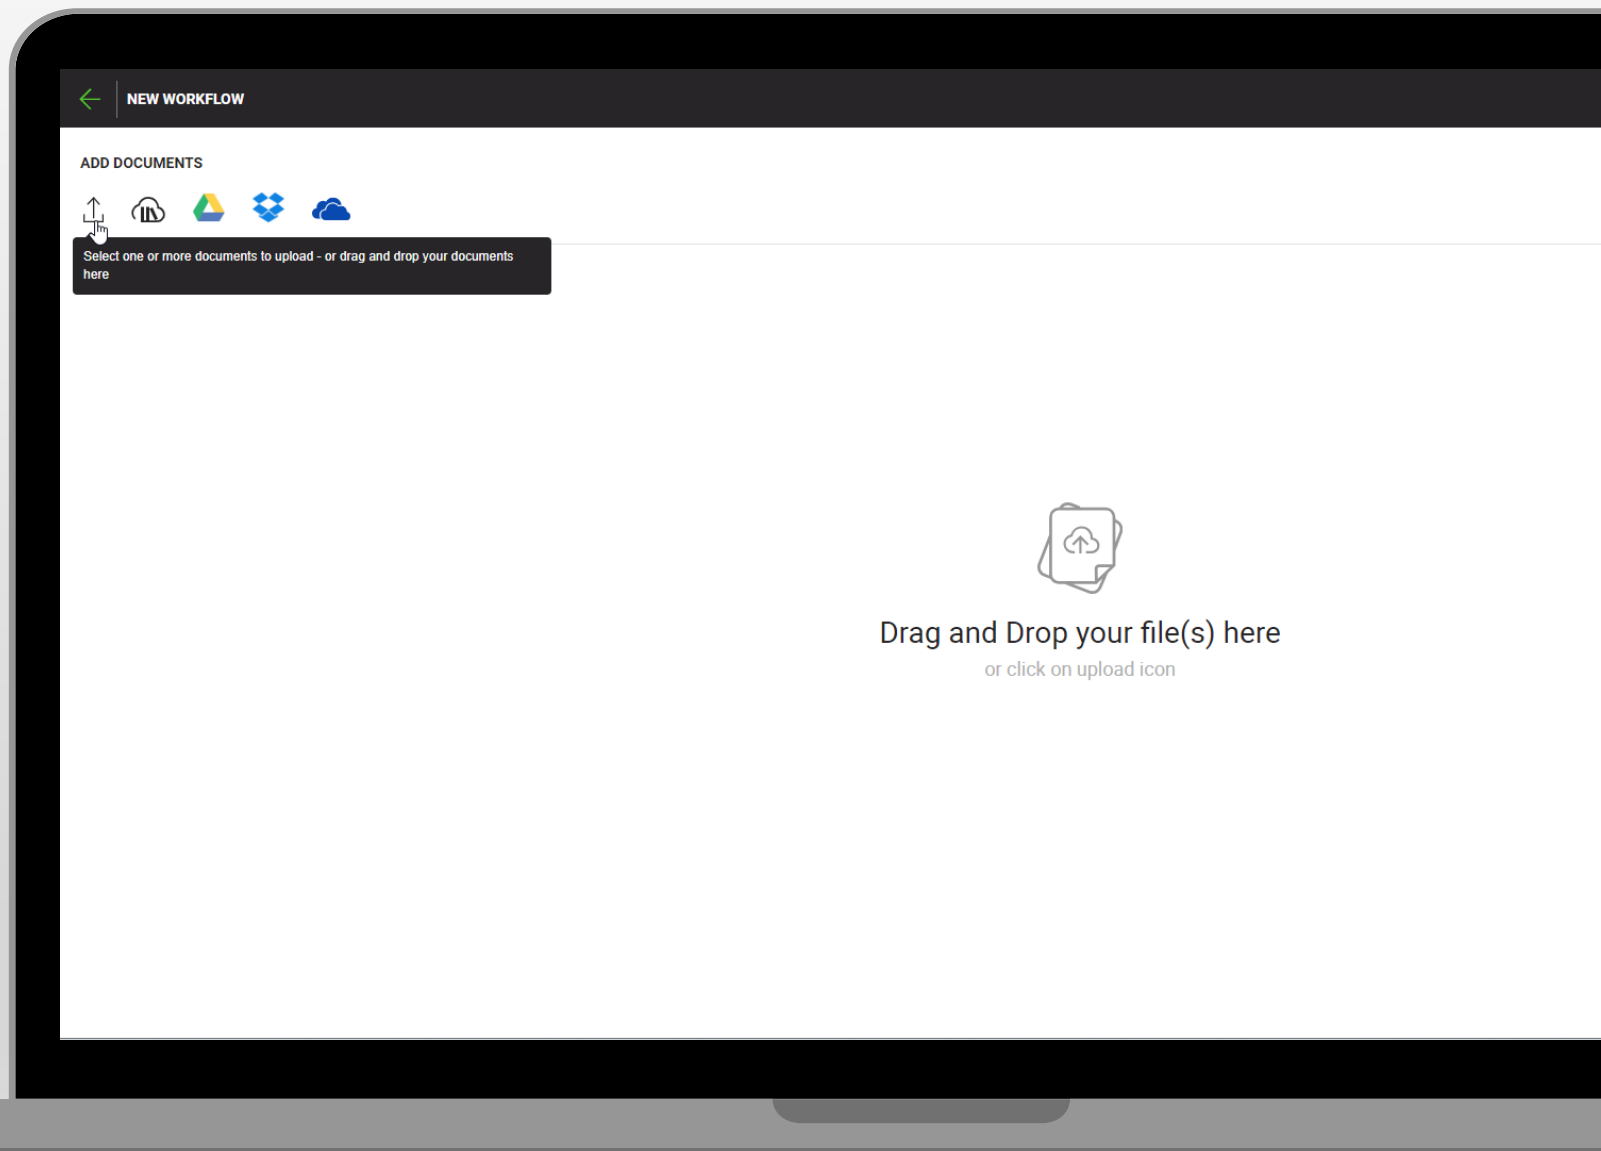 NEW WORKFLOW
ADD DOCUMENTS
Select one or more documents to upload - or drag and drop your documents
here
Drag and Drop your file(s) here
or click on upload icon